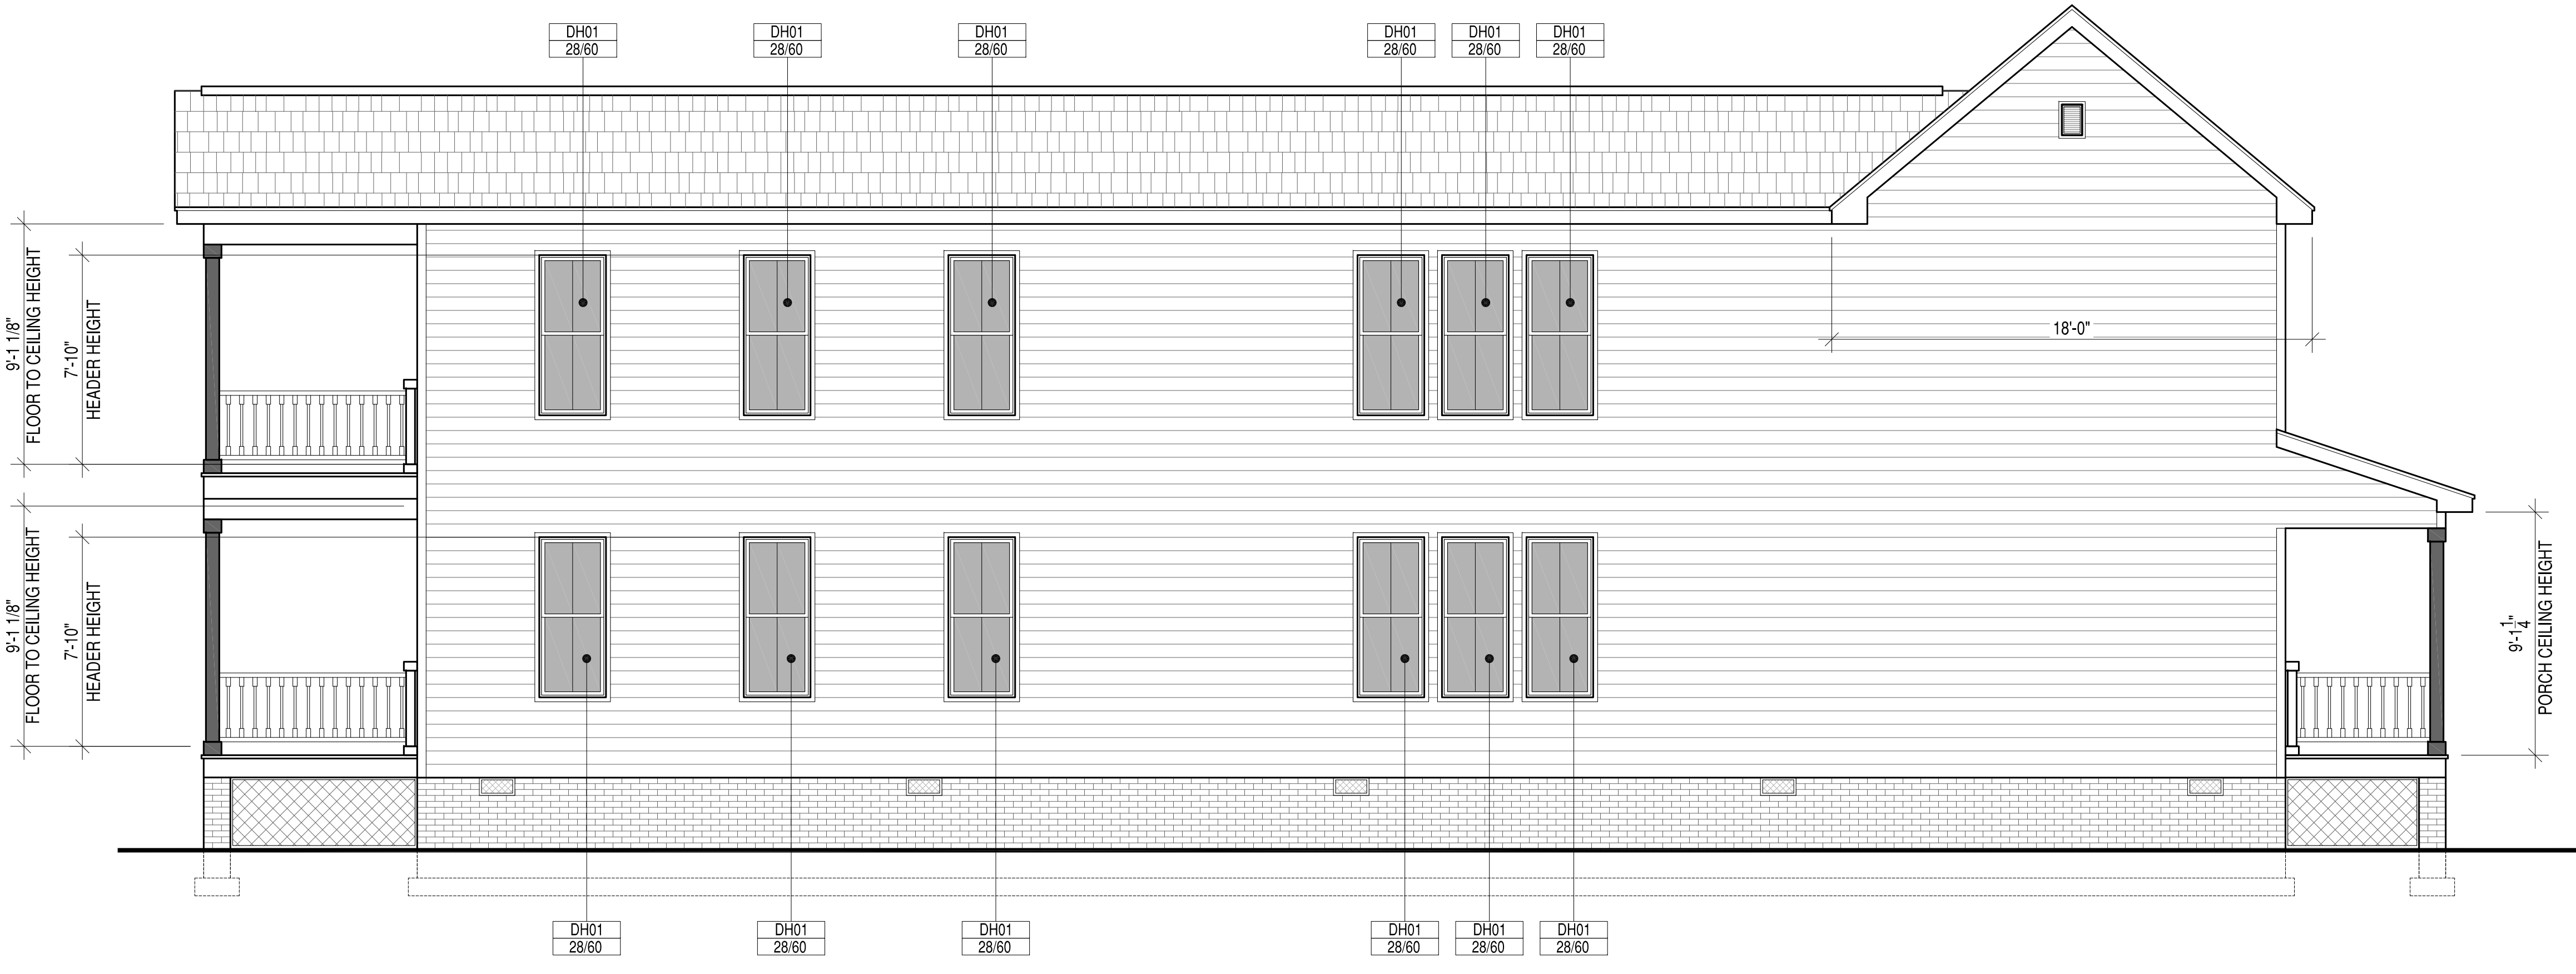 DH01
28/60
DH01
28/60
DH01
28/60
DH01
28/60
DH01
28/60
DH01
28/60
9'-1 1/8"
FLOOR TO CEILING HEIGHT
7'-10"
HEADER HEIGHT
18'-0"
9'-1 1/8"
FLOOR TO CEILING HEIGHT
7'-10"
HEADER HEIGHT
9'-1 1/4"
PORCH CEILING HEIGHT
DH01
28/60
DH01
28/60
DH01
28/60
DH01
28/60
DH01
28/60
DH01
28/60